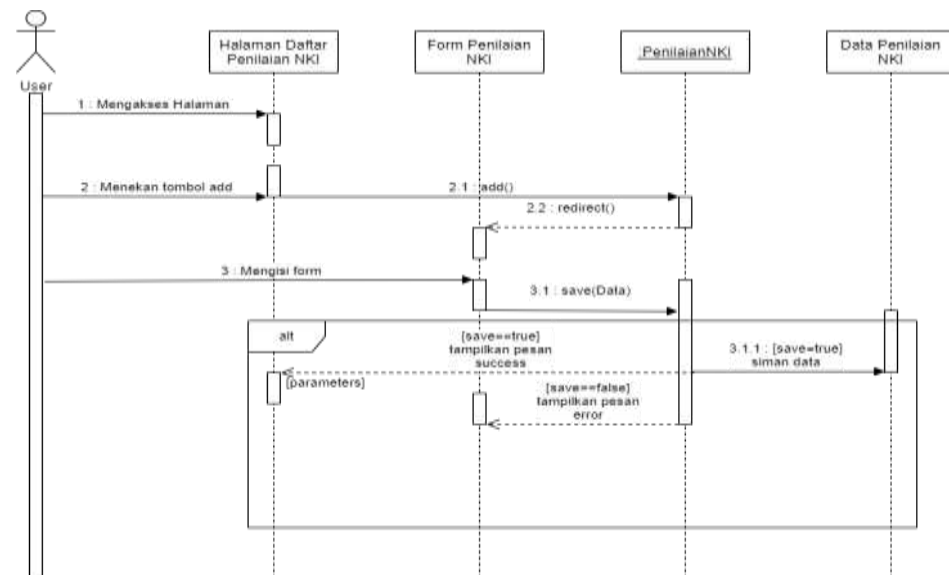 Halaman Daftar
Penilaian NKI
Form Penilaian
NKI
:PenilaianNKI
Data Penilaian
NKI
User
1 : Mengakses Halaman
2 : Menekan tombol add
2.1 : add()
2.2 : redirect()
3 : Mengisi form
3.1 : save(Data)
alt
[save==true]
tampilkan pesan
success
3.1.1 : [save=true]
siman data
[parameters]
[save==false]
tampilkan pesan
error